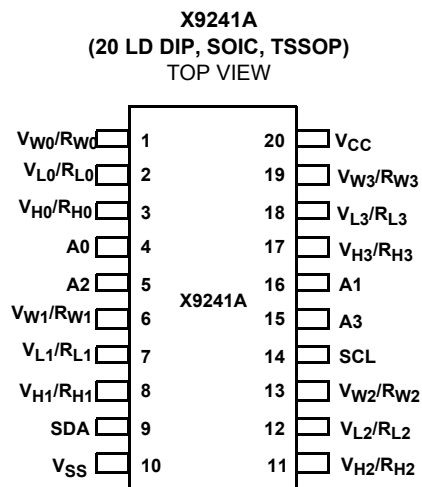 X9241A
(20 LD DIP, SOIC, TSSOP)
TOP VIEW
VW0/RW0 1 20 VCC
VL0/RL0 2 19 VW3/RW3
VH0/RH0 3 18 VL3/RL3
A0 4 17 VH3/RH3
A2 5 16 A1
X9241A
VW1/RW1 6 15 A3
VL1/RL1 7 14 SCL
VH1/RH1 8 13 VW2/RW2
SDA 9 12 VL2/RL2
VSS 10 11 VH2/RH2